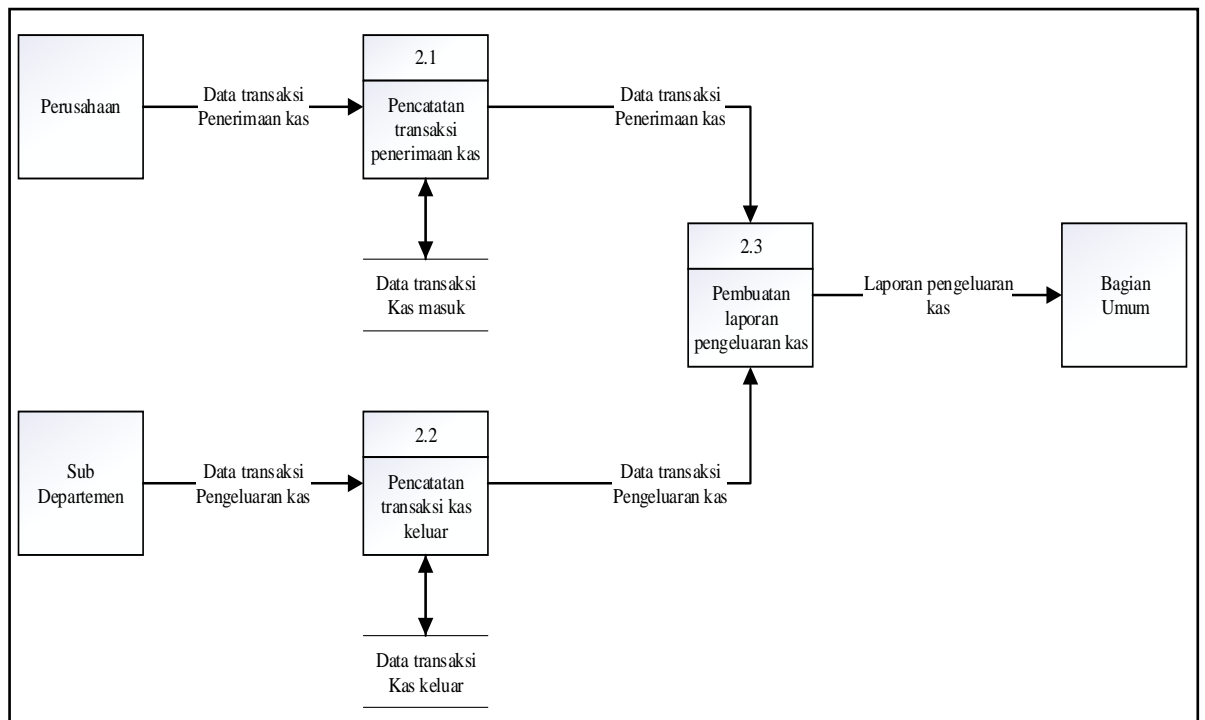 Perusahaan
Data transaksi
Penerimaan kas
2.1
Pencatatan
transaksi
penerimaan kas
Data transaksi
Penerimaan kas
Data transaksi
Kas masuk
2.3
Pembuatan
laporan
pengeluaran kas
Laporan pengeluaran
kas
Bagian
Umum
Sub
Departemen
Data transaksi
Pengeluaran kas
2.2
Pencatatan
transaksi kas
keluar
Data transaksi
Pengeluaran kas
Data transaksi
Kas keluar